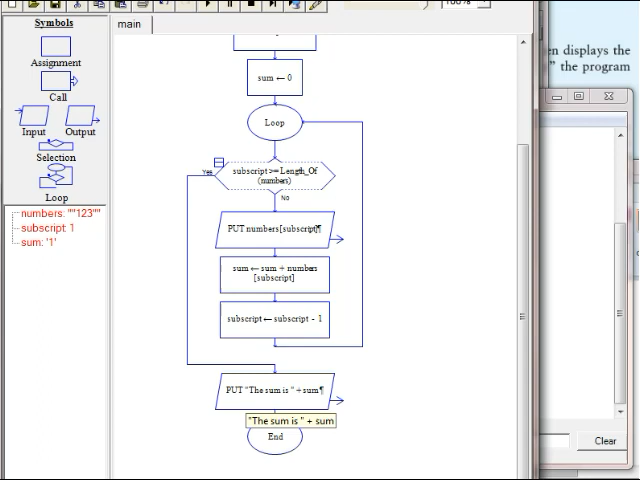 100%
main
Symbols
en displays the
" the program
Assignment
Call
Input
Output
Selection
Loop
numbers: ""123""
subscript: 1
sum: '1'
sum ← 0
Loop
Yes
subscript >= Length_Of
(numbers)
No
PUT numbers[subscript]¶
sum ← sum + numbers
[subscript]
subscript ← subscript - 1
PUT "The sum is " + sum¶
"The sum is " + sum
End
Clear